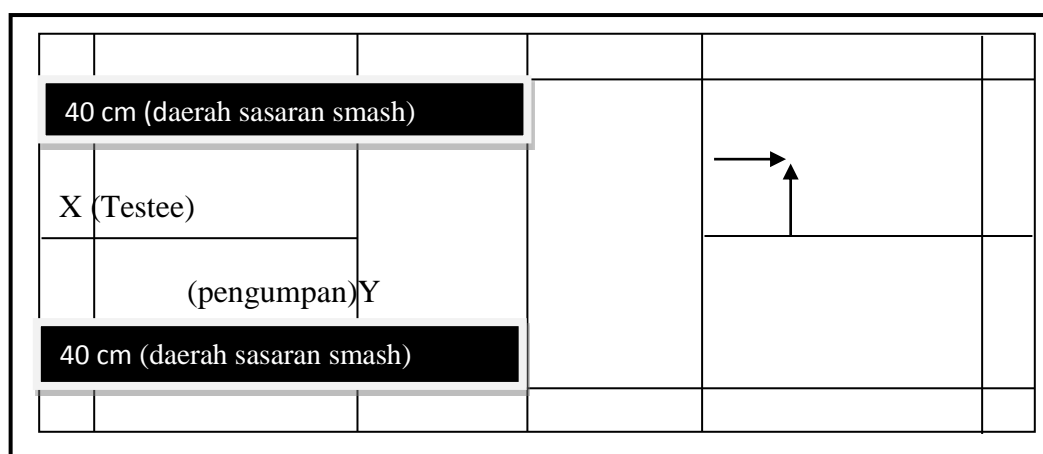 40 cm (daerah sasaran smash)
X (Testee)
(pengumpan)Y
40 cm (daerah sasaran smash)